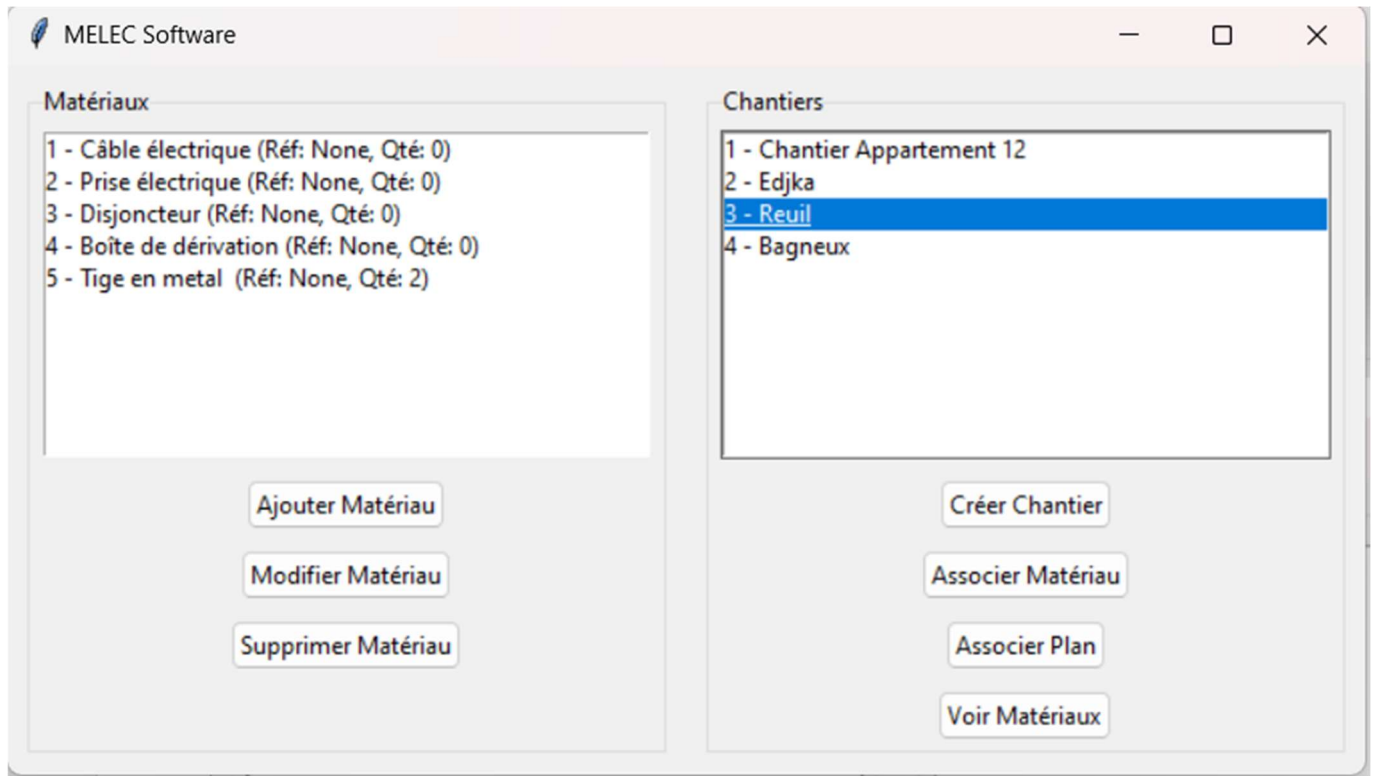 MELEC Software
Matériaux
1 - Câble électrique (Réf: None, Qté: 0)
2 - Prise électrique (Réf: None, Qté: 0)
3 - Disjoncteur (Réf: None, Qté: 0)
4 - Boîte de dérivation (Réf: None, Qté: 0)
5 - Tige en metal  (Réf: None, Qté: 2)
Ajouter Matériau
Modifier Matériau
Supprimer Matériau
Chantiers
1 - Chantier Appartement 12
2 - Edjka
3 - Reuil
4 - Bagneux
Créer Chantier
Associer Matériau
Associer Plan
Voir Matériaux